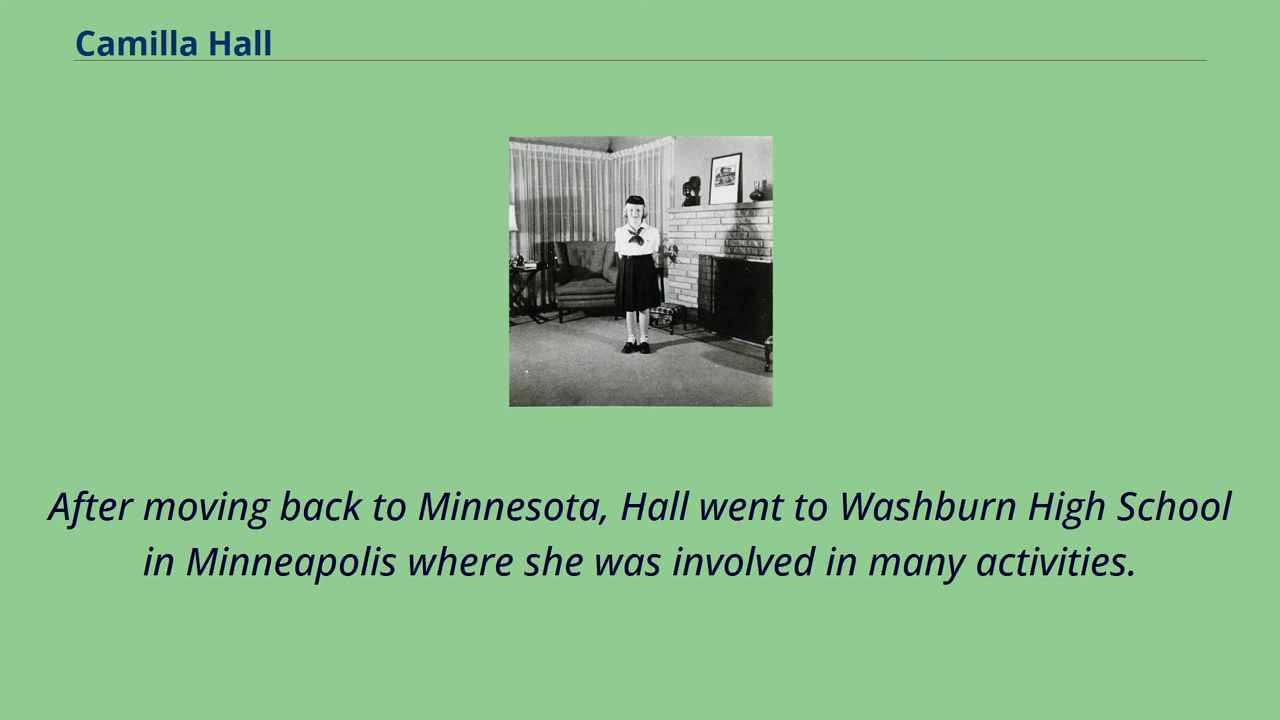 Camilla Hall
After moving back to Minnesota, Hall went to Washburn High School
in Minneapolis where she was involved in many activities.